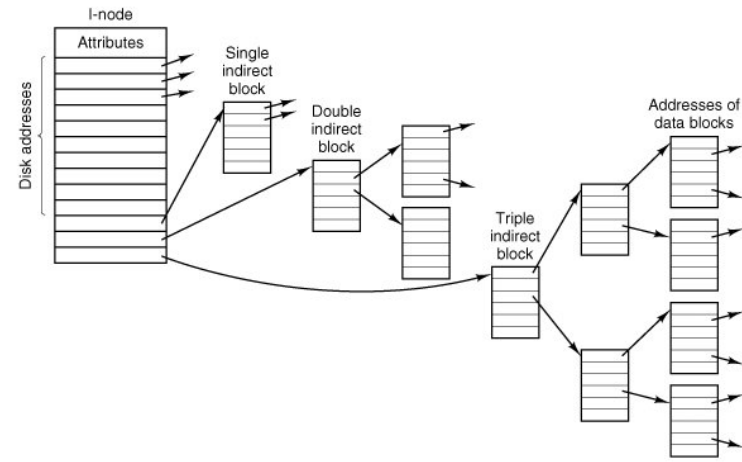 I-node
Attributes
Disk addresses
Single
indirect
block
Double
indirect
block
Triple
indirect
block
Addresses of
data blocks